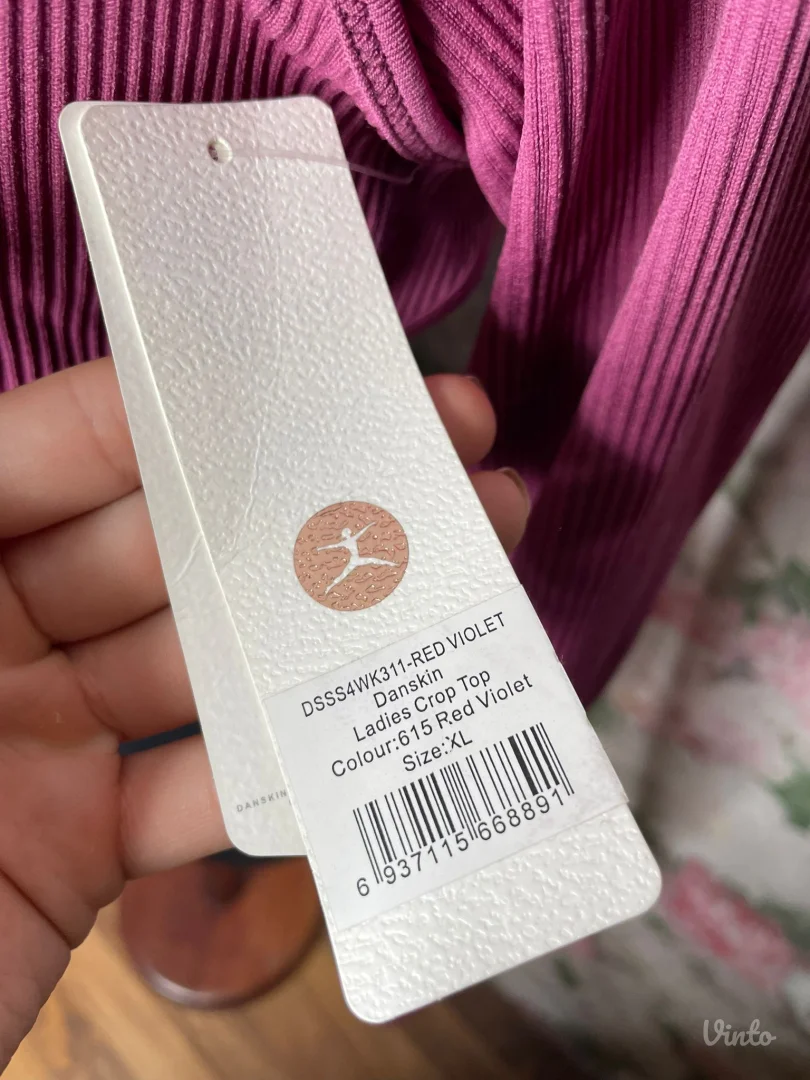 DSSS4WK311-RED VIOLET
Danskin
Ladies Crop Top
Colour:615 Red Violet
Size:XL
6 937115 668891
DANSKIN
Vinto